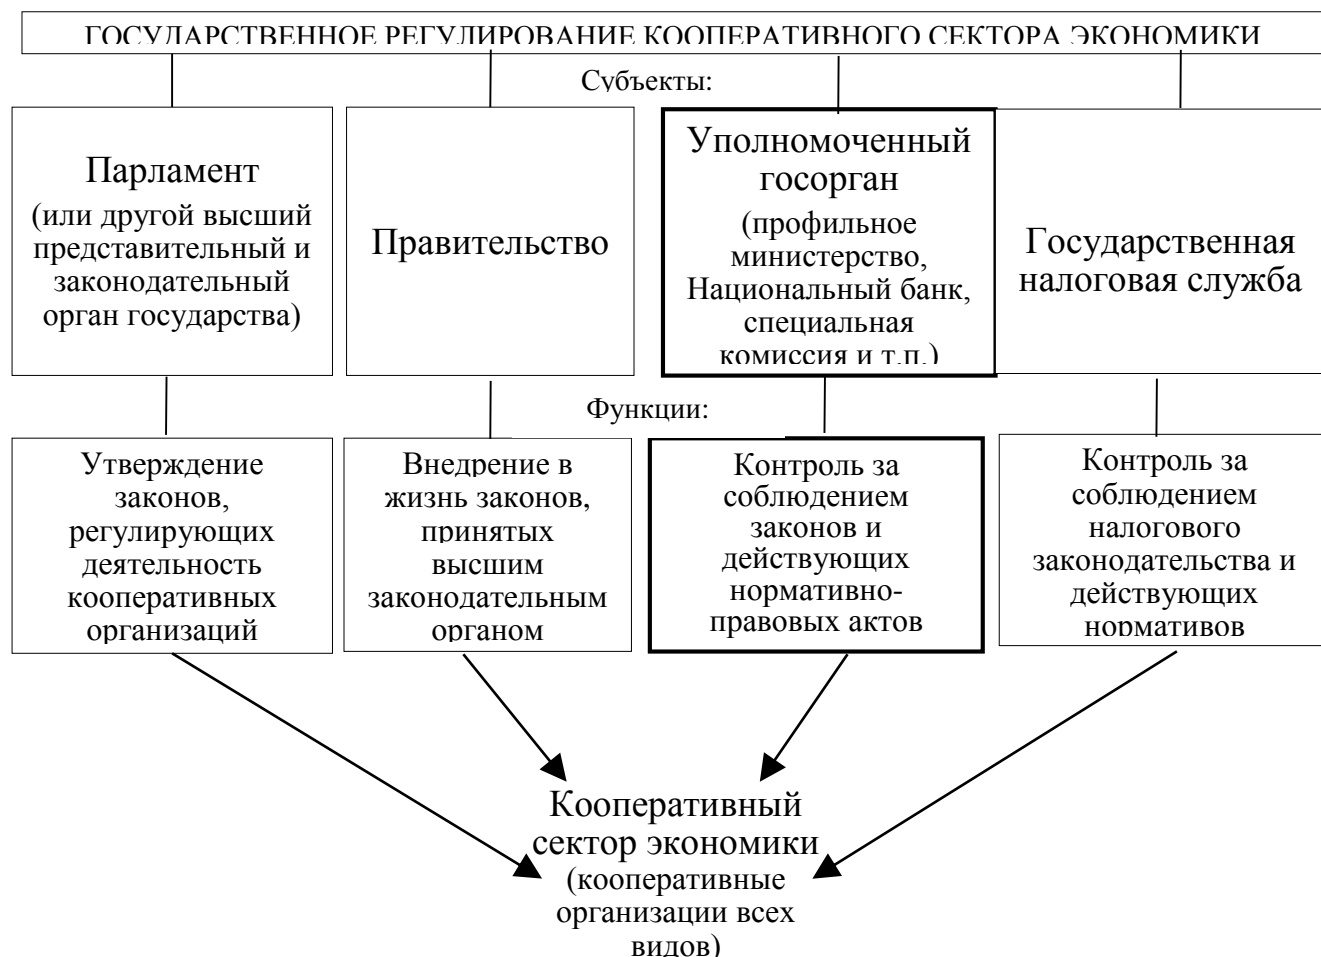 ГОСУДАРСТВЕННОЕ РЕГУЛИРОВАНИЕ КООПЕРАТИВНОГО СЕКТОРА ЭКОНОМИКИ
Субъекты:
Парламент
(или другой высший
представительный и
законодательный
орган государства)
Правительство
Уполномоченный
госорган
(профильное
министерство,
Национальный банк,
специальная
комиссия и т.п.)
Государственная
налоговая служба
Функции:
Утверждение
законов,
регулирующих
деятельность
кооперативных
организаций
Внедрение в
жизнь законов,
принятых
высшим
законодательным
органом
Контроль за
соблюдением
законов и
действующих
нормативно-
правовых актов
Контроль за
соблюдением
налогового
законодательства и
действующих
нормативов
Кооперативный
сектор экономики
(кооперативные
организации всех
видов)